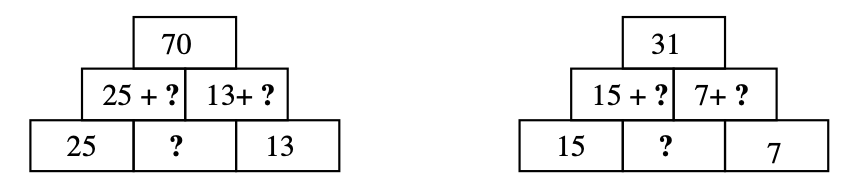 70
25 + ? 13+ ?
25 ? 13
31
15 + ? 7+ ?
15 ? 7